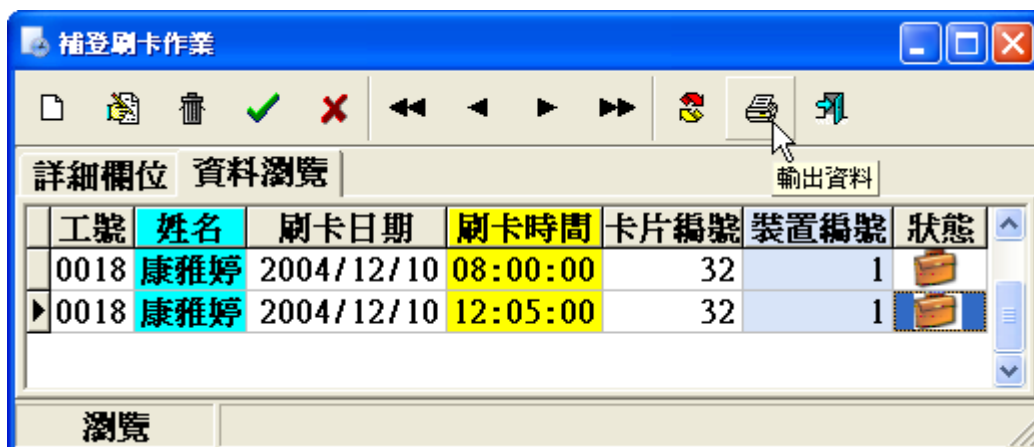 補登刷卡作業
輸出資料
詳細欄位 資料瀏覽
工號 姓名 刷卡日期 刷卡時間 卡片編號 裝置編號 狀態
0018 康雅婷 2004/12/10 08:00:00 32 1
0018 康雅婷 2004/12/10 12:05:00 32 1
瀏覽